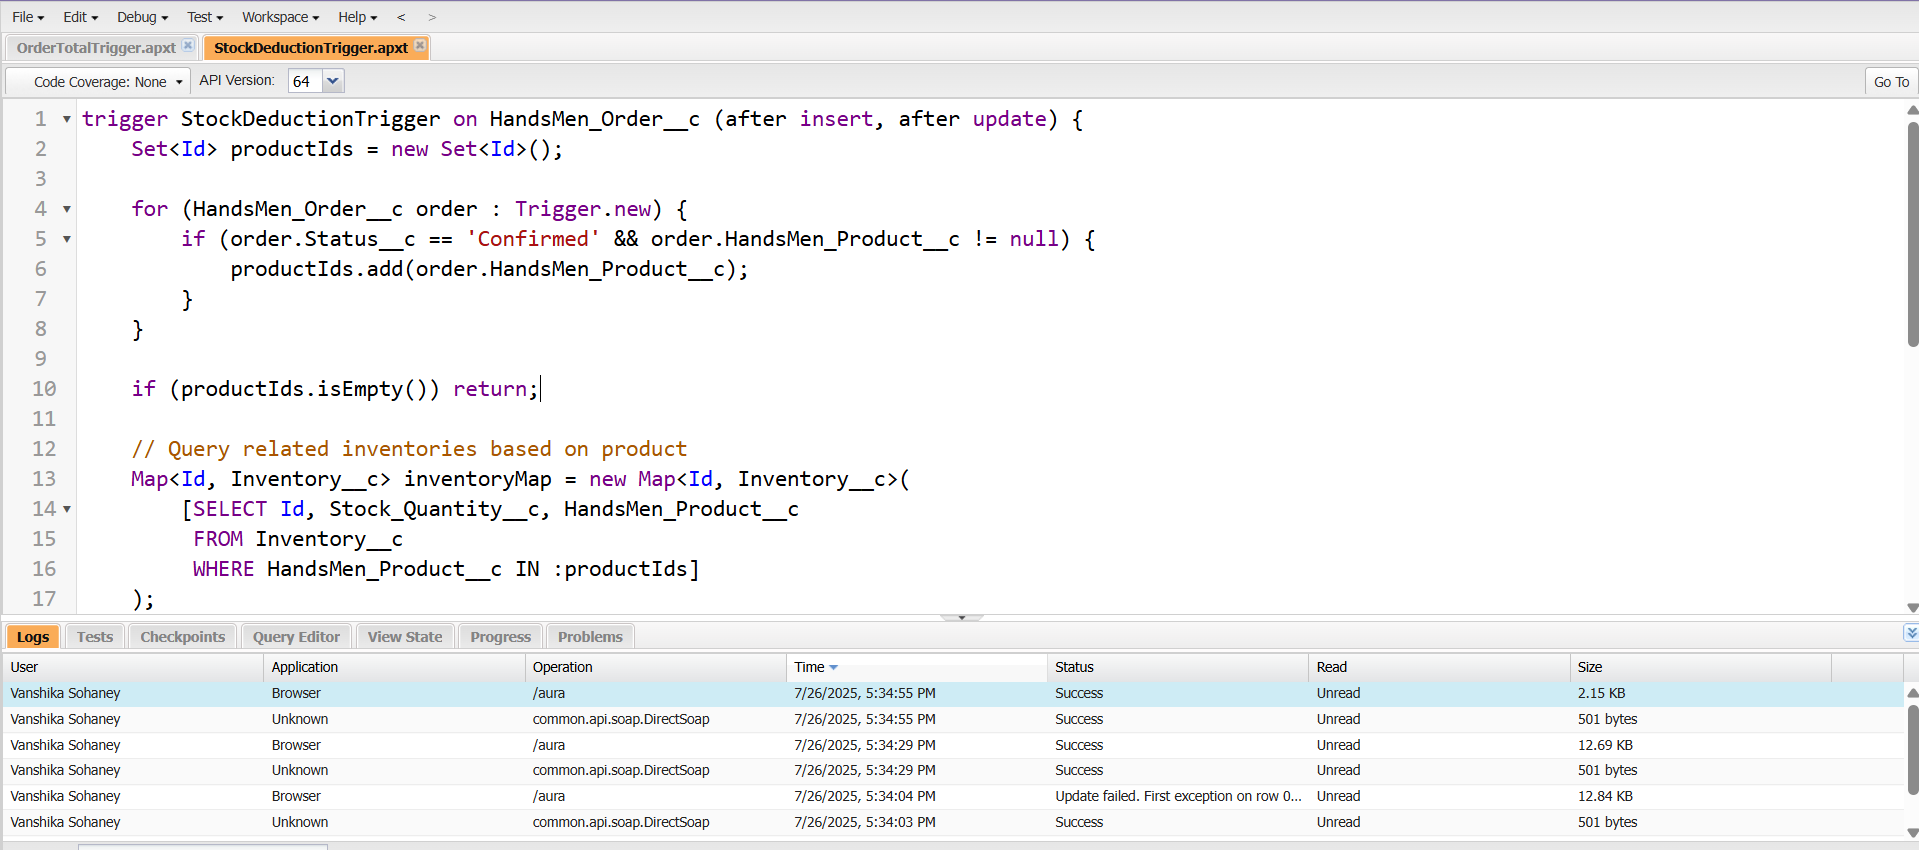 File Edit Debug Test Workspace Help < >
OrderTotalTrigger.apxt StockDeductionTrigger.apxt
Code Coverage: None API Version: 64 Go To
1 trigger StockDeductionTrigger on HandsMen_Order__c (after insert, after update) {
2 Set<Id> productIds = new Set<Id>();
3
4 for (HandsMen_Order__c order : Trigger.new) {
5 if (order.Status__c == 'Confirmed' && order.HandsMen_Product__c != null) {
6 productIds.add(order.HandsMen_Product__c);
7 }
8 }
9
10 if (productIds.isEmpty()) return;
11
12 // Query related inventories based on product
13 Map<Id, Inventory__c> inventoryMap = new Map<Id, Inventory__c>(
14 [SELECT Id, Stock_Quantity__c, HandsMen_Product__c
15 FROM Inventory__c
16 WHERE HandsMen_Product__c IN :productIds]
17 );
Logs Tests Checkpoints Query Editor View State Progress Problems
User Application Operation Time Status Read Size
Vanshika Sohaney Browser /aura 7/26/2025, 5:34:55 PM Success Unread 2.15 KB
Vanshika Sohaney Unknown common.api.soap.DirectSoap 7/26/2025, 5:34:55 PM Success Unread 501 bytes
Vanshika Sohaney Browser /aura 7/26/2025, 5:34:29 PM Success Unread 12.69 KB
Vanshika Sohaney Unknown common.api.soap.DirectSoap 7/26/2025, 5:34:29 PM Success Unread 501 bytes
Vanshika Sohaney Browser /aura 7/26/2025, 5:34:04 PM Update failed. First exception on row 0... Unread 12.84 KB
Vanshika Sohaney Unknown common.api.soap.DirectSoap 7/26/2025, 5:34:03 PM Success Unread 501 bytes